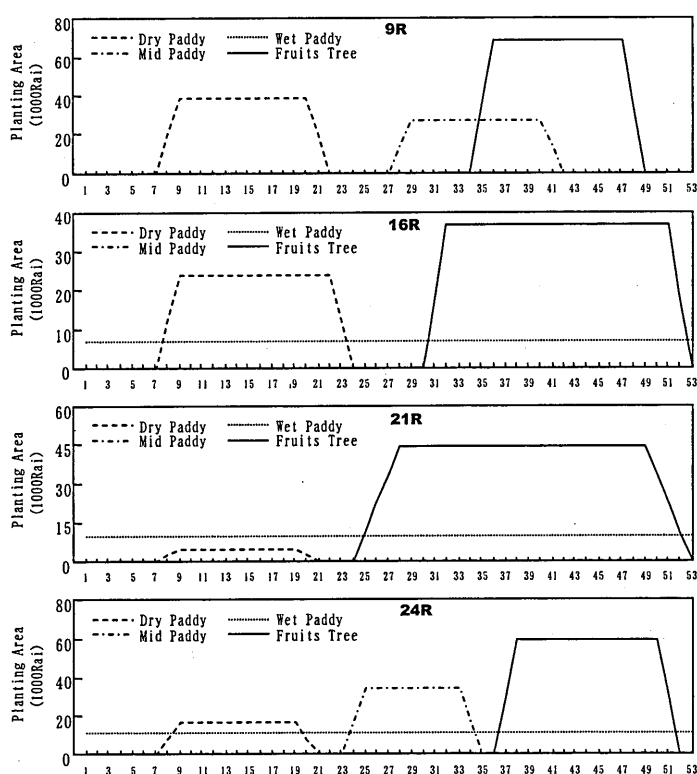 9R
80
60
40
20
0
Planting Area
(1000Rai)
Dry Paddy
Wet Paddy
Mid Paddy
Fruits Tree
1 3 5 7 9 11 13 15 17 19 21 23 25 27 29 31 33 35 37 39 41 43 45 47 49 51 53
16R
40
30
20
10
0
Planting Area
(1000Rai)
Dry Paddy
Wet Paddy
Mid Paddy
Fruits Tree
1 3 5 7 9 11 13 15 17 19 21 23 25 27 29 31 33 35 37 39 41 43 45 47 49 51 53
21R
60
45
30
15
0
Planting Area
(1000Rai)
Dry Paddy
Wet Paddy
Mid Paddy
Fruits Tree
1 3 5 7 9 11 13 15 17 19 21 23 25 27 29 31 33 35 37 39 41 43 45 47 49 51 53
24R
80
60
40
20
0
Planting Area
(1000Rai)
Dry Paddy
Wet Paddy
Mid Paddy
Fruits Tree
1 3 5 7 9 11 13 15 17 19 21 23 25 27 29 31 33 35 37 39 41 43 45 47 49 51 53